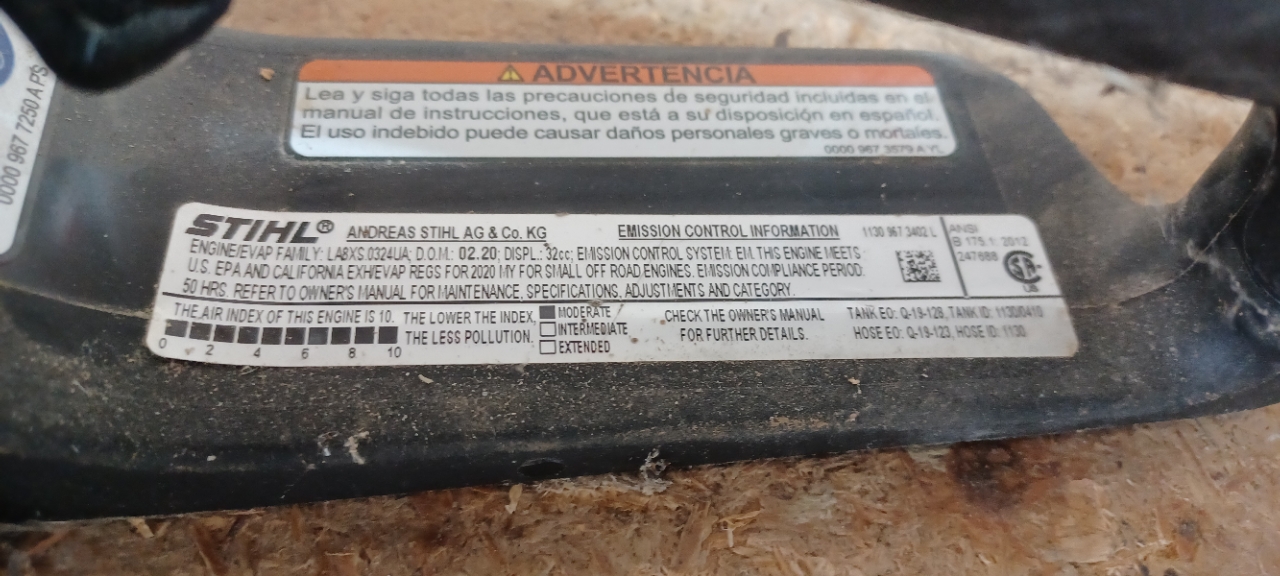 0000 967 7250 A PS
ADVERTENCIA
Lea y siga todas las precauciones de seguridad incluidas en el
manual de instrucciones, que está a su disposición en español.
El uso indebido puede causar daños personales graves o mortales.
0000 967 3579 A YL
STIHL® ANDREAS STIHL AG & Co. KG EMISSION CONTROL INFORMATION 1130 967 3402 L
ENGINE/EVAP FAMILY: LA8XS.0324UA; D.O.M.: 02.20; DISPL.: 32cc; EMISSION CONTROL SYSTEM: EM. THIS ENGINE MEETS
U.S. EPA AND CALIFORNIA EXH/EVAP REGS FOR 2020 MY FOR SMALL OFF ROAD ENGINES. EMISSION COMPLIANCE PERIOD:
50 HRS. REFER TO OWNER'S MANUAL FOR MAINTENANCE, SPECIFICATIONS, ADJUSTMENTS AND CATEGORY.
ANSI
B 175.1: 2012
247688
US
THE AIR INDEX OF THIS ENGINE IS 10. THE LOWER THE INDEX,
THE LESS POLLUTION.
0 2 4 6 8 10
MODERATE
INTERMEDIATE
EXTENDED
CHECK THE OWNER'S MANUAL
FOR FURTHER DETAILS.
TANK EO: Q-19-126, TANK ID: 1130/0410
HOSE EO: Q-19-123, HOSE ID: 1130